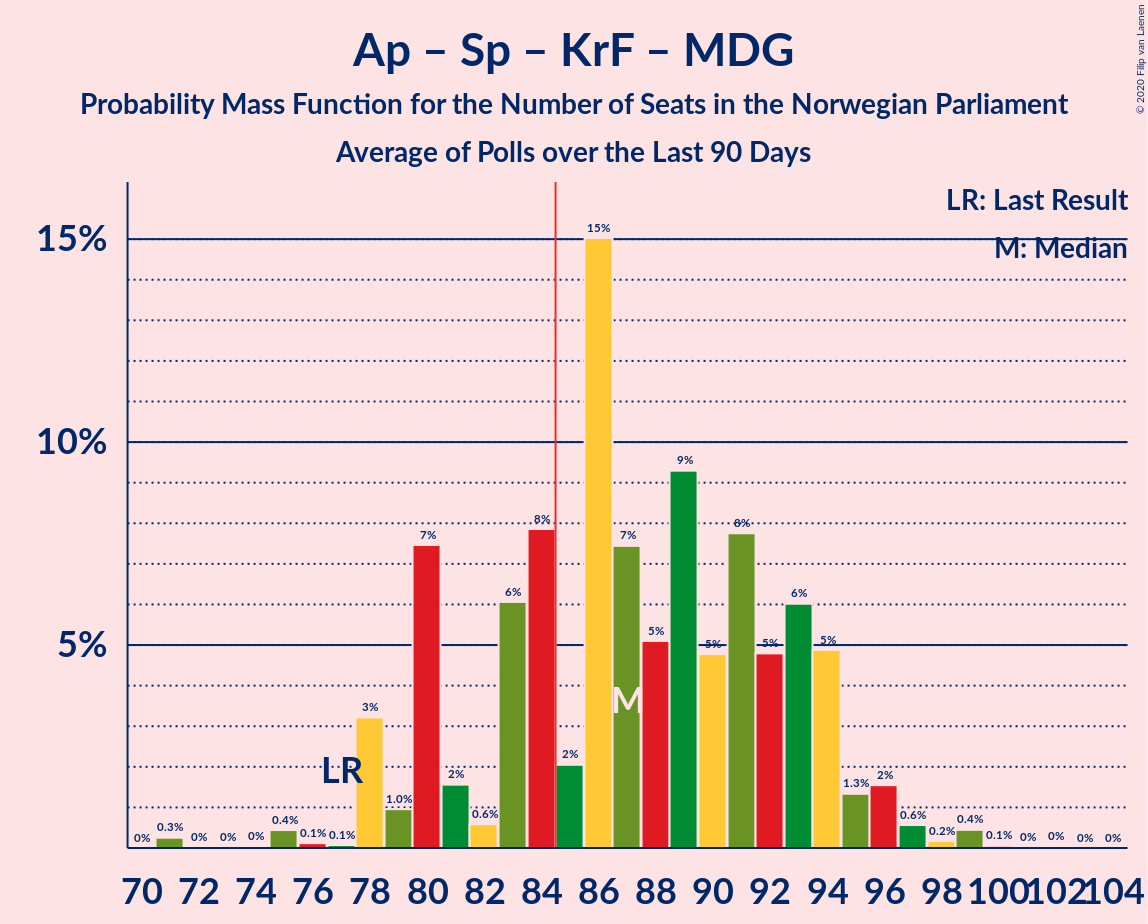 Ap – Sp – KrF – MDG
Probability Mass Function for the Number of Seats in the Norwegian Parliament
Average of Polls over the Last 90 Days
© 2020 Filip van Laenen
LR: Last Result
M: Median
15%
10%
5%
0% 0.3% 0% 0% 0% 0.4% 0.1% 0.1% 3% 1.0% 7% 2% 0.6% 6% 8% 2% 15% 7% 5% 9% 5% 8% 5% 6% 5% 1.3% 2% 0.6% 0.2% 0.4% 0.1% 0% 0% 0% 0%
LR
M
70 72 74 76 78 80 82 84 86 88 90 92 94 96 98 100 102 104